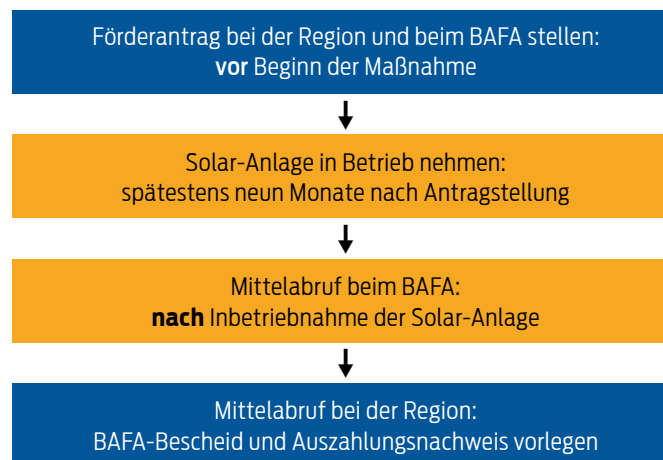 Förderantrag bei der Region und beim BAFA stellen:
vor Beginn der Maßnahme
Solar-Anlage in Betrieb nehmen:
spätestens neun Monate nach Antragstellung
Mittelabruf beim BAFA:
nach Inbetriebnahme der Solar-Anlage
Mittelabruf bei der Region:
BAFA-Bescheid und Auszahlungsnachweis vorlegen